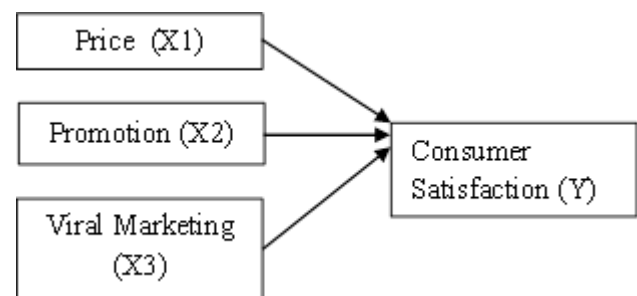 Price (X1)
Promotion (X2)
Consumer
Satisfaction (Y)
Viral Marketing
(X3)